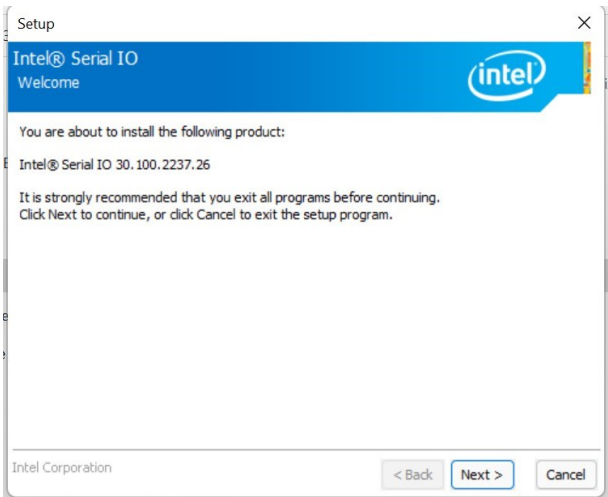 Setup
Intel® Serial IO
Welcome
intel
You are about to install the following product:
Intel® Serial IO 30.100.2237.26
It is strongly recommended that you exit all programs before continuing.
Click Next to continue, or click Cancel to exit the setup program.
Intel Corporation
< Back Next > Cancel